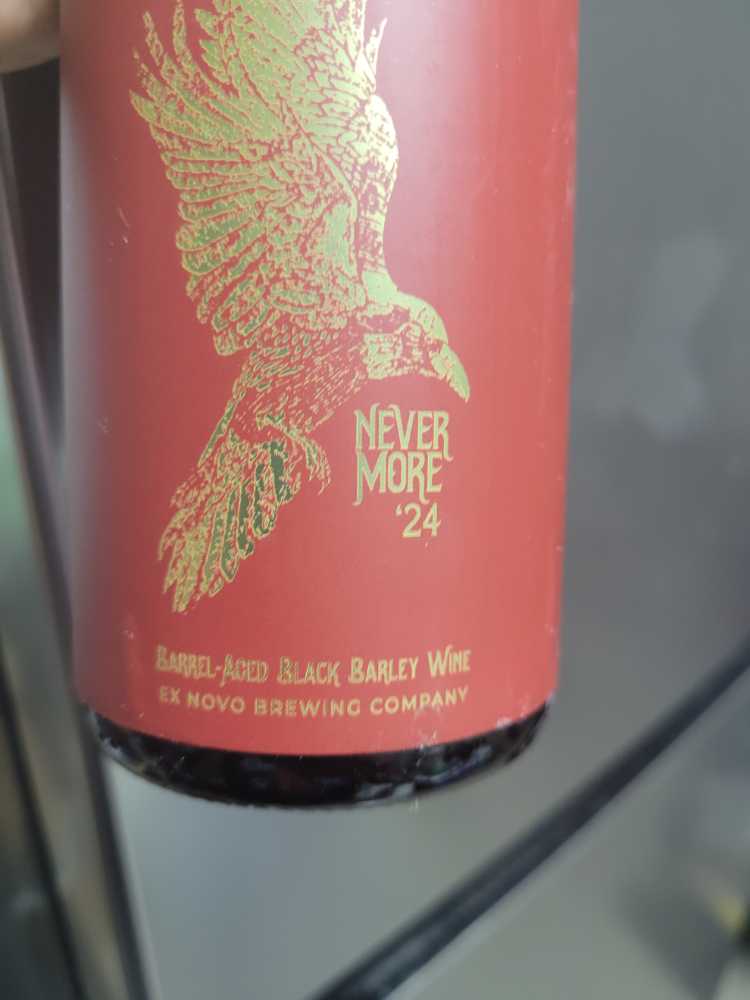 NEVER
MORE
‘24
BARREL-AGED BLACK BARLEY WINE
EX NOVO BREWING COMPANY